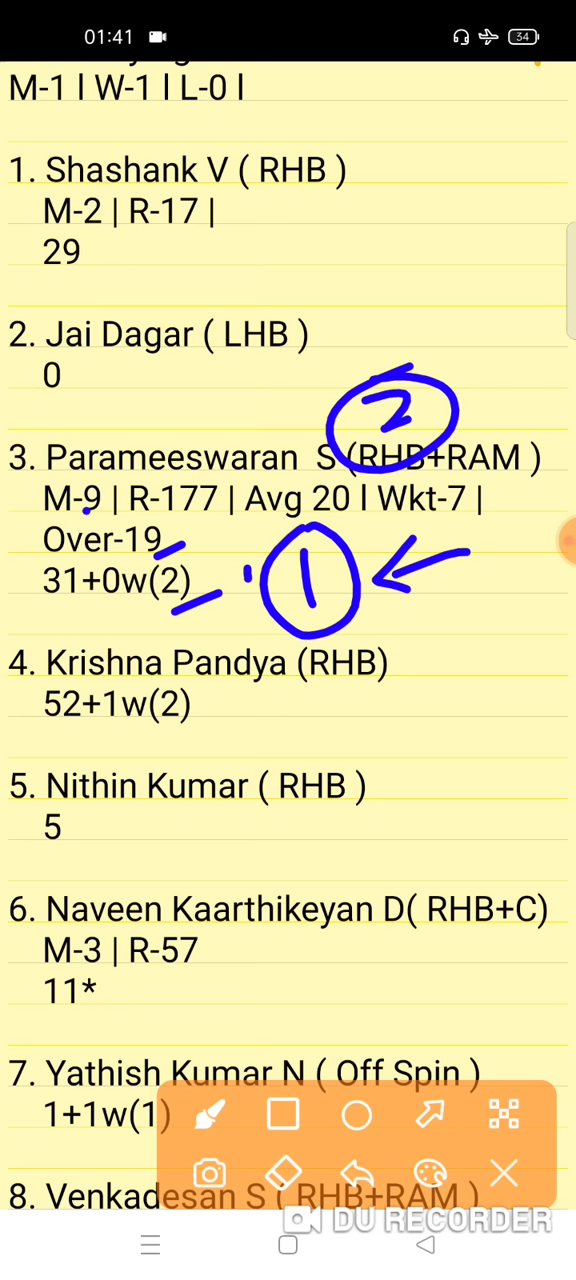 01:41
34
M-1 | W-1 | L-0 |
1. Shashank V ( RHB )
M-2 | R-17 |
29
2. Jai Dagar ( LHB )
0
2
3. Parameeswaran S (RHB+RAM )
M-9 | R-177 | Avg 20 | Wkt-7 |
Over-19
31+0w(2)
1
4. Krishna Pandya (RHB)
52+1w(2)
5. Nithin Kumar ( RHB )
5
6. Naveen Kaarthikeyan D( RHB+C)
M-3 | R-57
11*
7. Yathish Kumar N ( Off Spin )
1+1w(1)
8. Venkadesan S ( RHB+RAM )
DU RECORDER